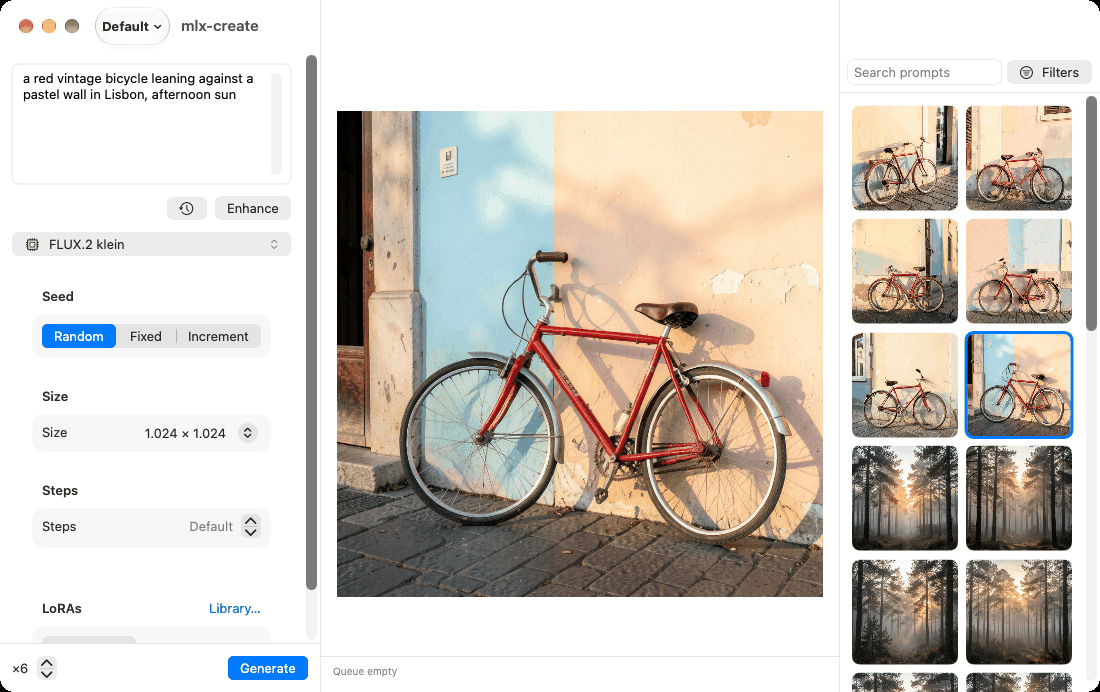 Default
mlx-create
a red vintage bicycle leaning against a
pastel wall in Lisbon, afternoon sun
Enhance
FLUX.2 klein
Seed
Random Fixed Increment
Size
Size 1.024 × 1.024
Steps
Steps Default
LoRAs Library...
×6 Generate
Queue empty
Search prompts Filters